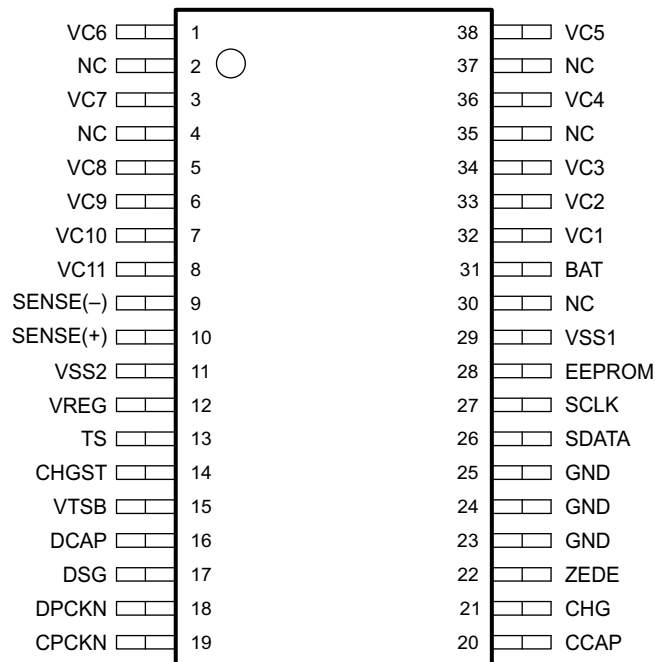 VC6 1 38 VC5
NC 2 37 NC
VC7 3 36 VC4
NC 4 35 NC
VC8 5 34 VC3
VC9 6 33 VC2
VC10 7 32 VC1
VC11 8 31 BAT
SENSE(–) 9 30 NC
SENSE(+) 10 29 VSS1
VSS2 11 28 EEPROM
VREG 12 27 SCLK
TS 13 26 SDATA
CHGST 14 25 GND
VTSB 15 24 GND
DCAP 16 23 GND
DSG 17 22 ZEDE
DPCKN 18 21 CHG
CPCKN 19 20 CCAP